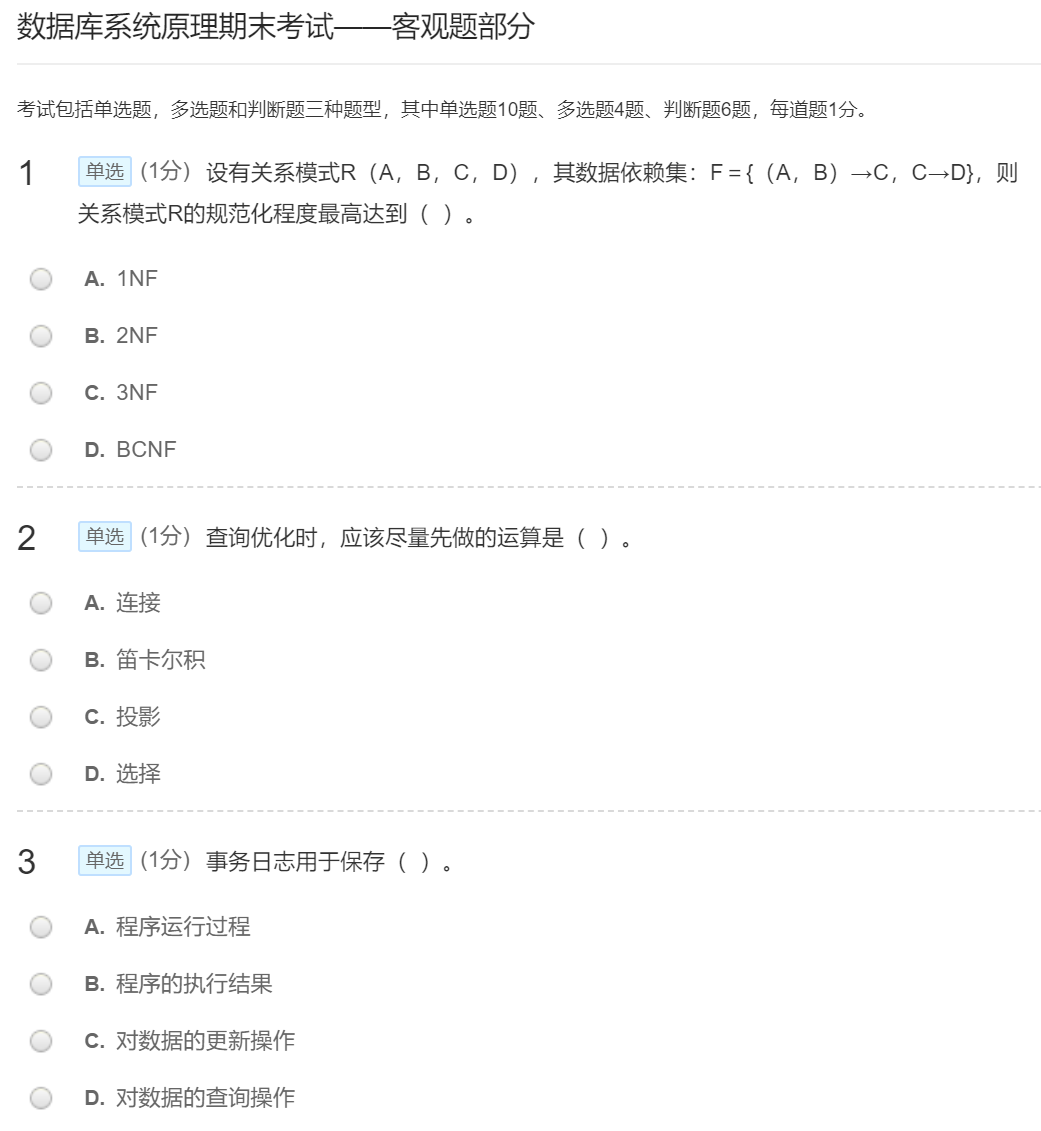 数据库系统原理期末考试——客观题部分
考试包括单选题，多选题和判断题三种题型，其中单选题10题、多选题4题、判断题6题，每道题1分。
1 单选 (1分) 设有关系模式R（A，B，C，D），其数据依赖集：F = {（A，B）→C，C→D}，则
关系模式R的规范化程度最高达到（ ）。
A. 1NF
B. 2NF
C. 3NF
D. BCNF
2 单选 (1分) 查询优化时，应该尽量先做的运算是（ ）。
A. 连接
B. 笛卡尔积
C. 投影
D. 选择
3 单选 (1分) 事务日志用于保存（ ）。
A. 程序运行过程
B. 程序的执行结果
C. 对数据的更新操作
D. 对数据的查询操作